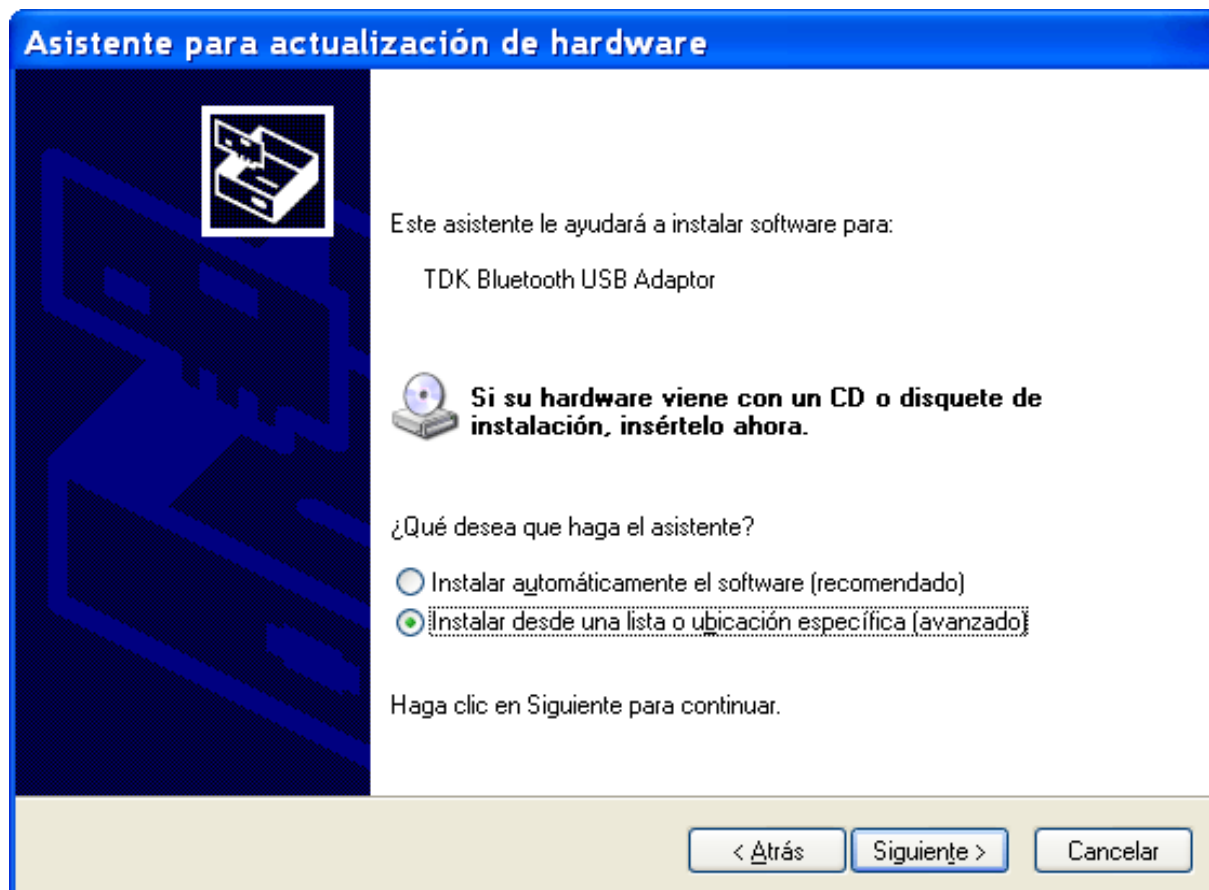 Asistente para actualización de hardware
Este asistente le ayudará a instalar software para:
TDK Bluetooth USB Adaptor
Si su hardware viene con un CD o disquete de
instalación, insértelo ahora.
¿Qué desea que haga el asistente?
Instalar automáticamente el software (recomendado)
Instalar desde una lista o ubicación específica (avanzado)
Haga clic en Siguiente para continuar.
< Atrás
Siguiente >
Cancelar